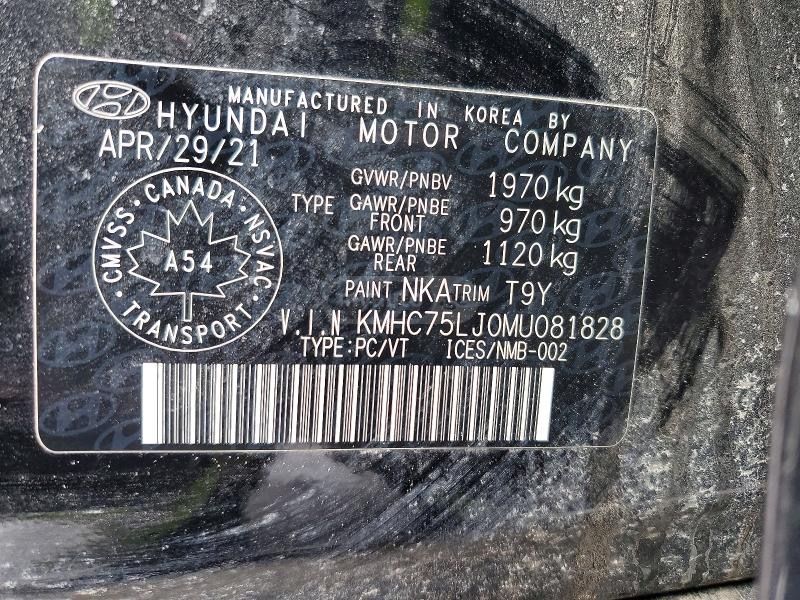 MANUFACTURED IN KOREA BY
HYUNDAI MOTOR COMPANY
APR/29/21
GVWR/PNBV 1970 kg
TYPE GAWR/PNBE FRONT 970 kg
GAWR/PNBE REAR 1120 kg
CANADA
CMVSS · NSVAC
A54
TRANSPORT
PAINT NKA TRIM T9Y
V.I.N KMHC75LJ0MU081828
TYPE:PC/VT ICES/NMB-002